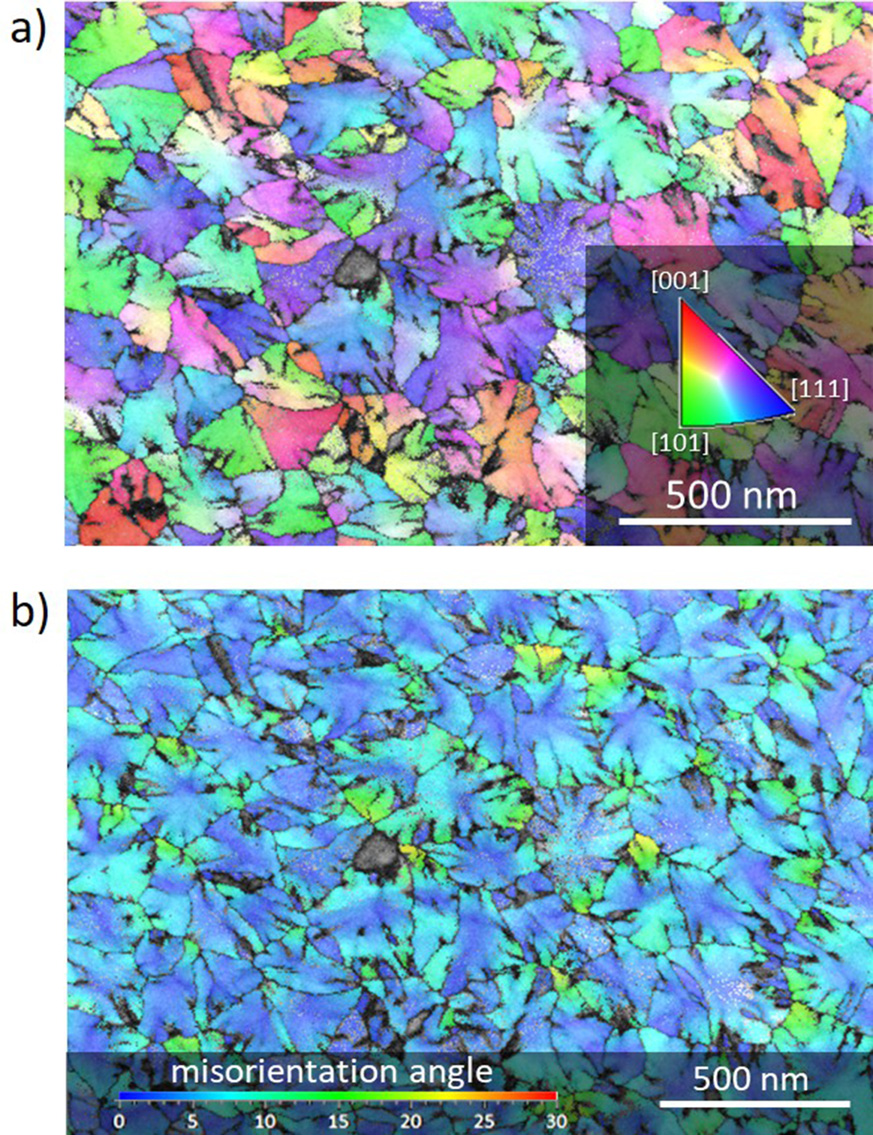 a)
[001]
[111]
[101]
500 nm
b)
misorientation angle
500 nm
0 5 10 15 20 25 30